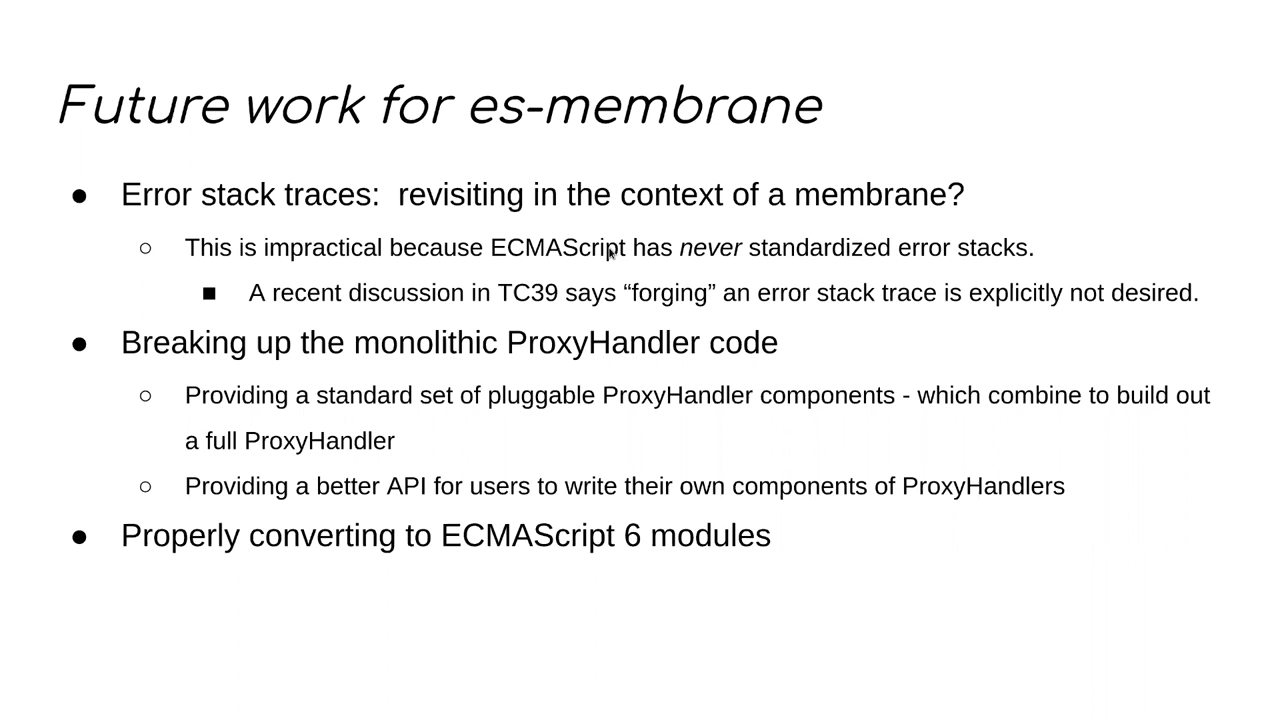 Future work for es-membrane
● Error stack traces:  revisiting in the context of a membrane?
○ This is impractical because ECMAScript has never standardized error stacks.
■ A recent discussion in TC39 says “forging” an error stack trace is explicitly not desired.
● Breaking up the monolithic ProxyHandler code
○ Providing a standard set of pluggable ProxyHandler components - which combine to build out
a full ProxyHandler
○ Providing a better API for users to write their own components of ProxyHandlers
● Properly converting to ECMAScript 6 modules